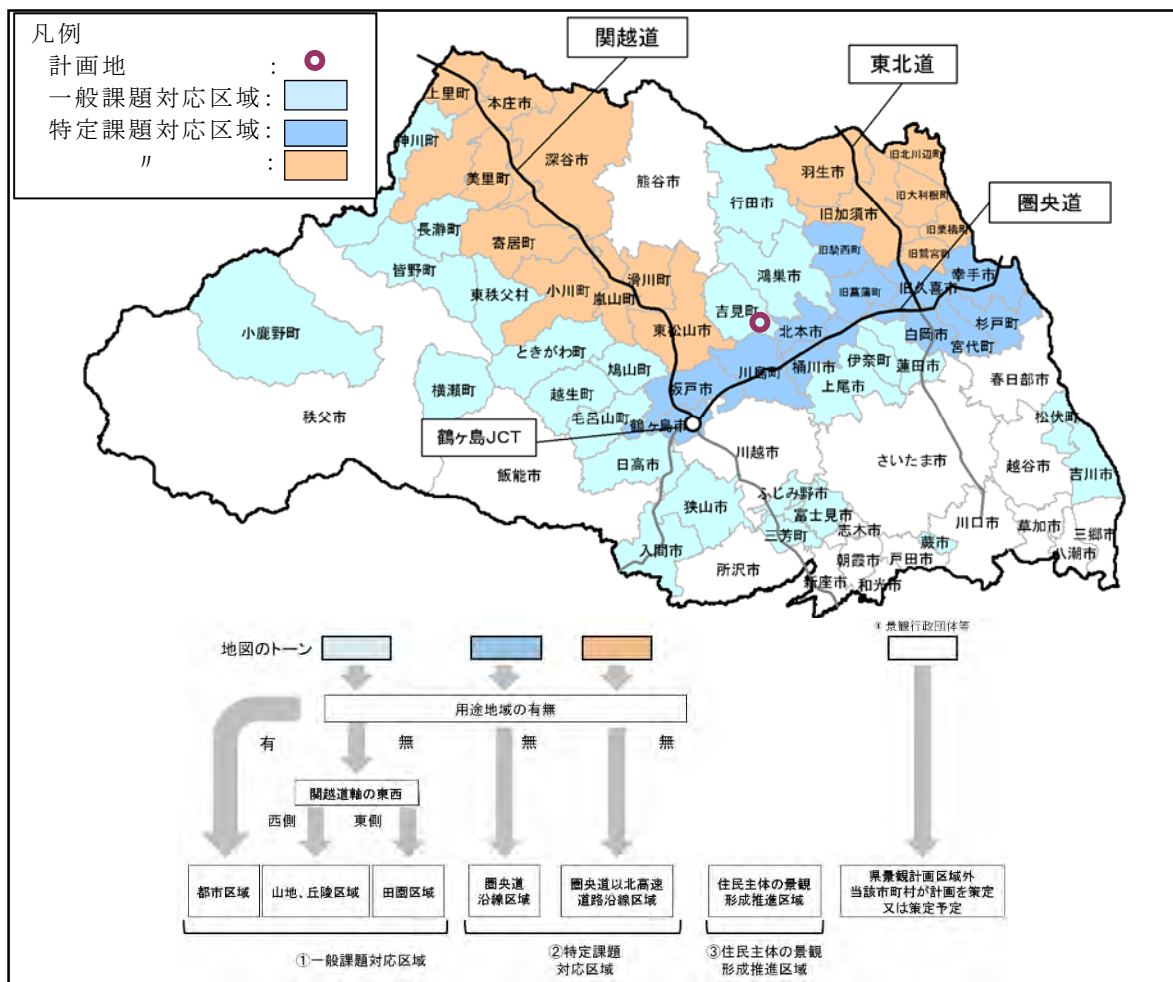 凡例
計画地 :
一般課題対応区域:
特定課題対応区域:
〃 :
関越道
東北道
圏央道
鶴ヶ島JCT
上里町
本庄市
神川町
美里町
深谷市
熊谷市
長瀞町
寄居町
皆野町
東秩父村
小川町
嵐山町
滑川町
東松山市
小鹿野町
秩父市
横瀬町
ときがわ町
鳩山町
越生町
毛呂山町
坂戸市
鶴ヶ島市
日高市
飯能市
川越市
狭山市
入間市
所沢市
行田市
鴻巣市
吉見町
北本市
川島町
桶川市
上尾市
伊奈町
蓮田市
羽生市
旧加須市
旧北川辺町
旧大利根町
旧栗橋町
旧鷲宮町
旧騎西町
旧菖蒲町
旧久喜市
幸手市
杉戸町
白岡市
宮代町
春日部市
松伏町
さいたま市
越谷市
吉川市
ふじみ野市
富士見市
三芳町
志木市
川口市
草加市
三郷市
八潮市
蕨市
戸田市
朝霞市
新座市
和光市
地図のトーン
*景観行政団体等
用途地域の有無
有
無
無
無
関越道軸の東西
西側
東側
都市区域
山地、丘陵区域
田園区域
圏央道
沿線区域
圏央道以北高速
道路沿線区域
住民主体の景観
形成推進区域
県景観計画区域外
当該市町村が計画を策定
又は策定予定
①一般課題対応区域
②特定課題
対応区域
③住民主体の景観
形成推進区域